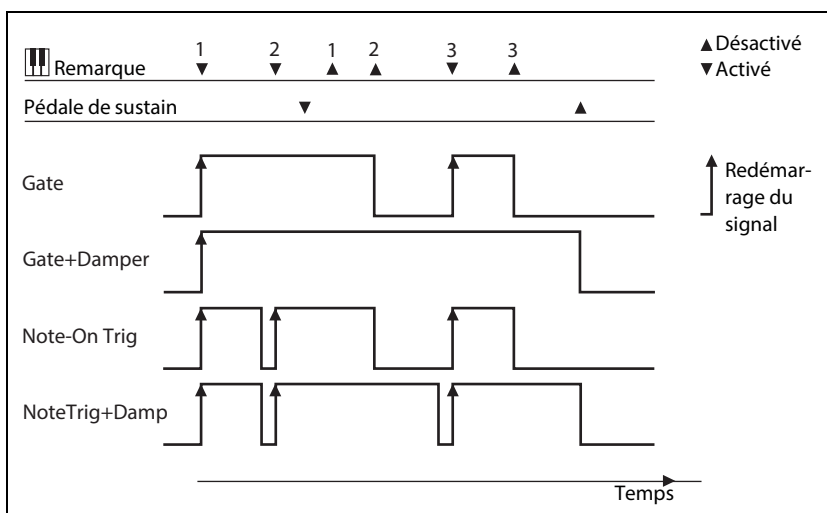 1 2 1 2 3 3
Remarque
▲Désactivé
▼Activé
Pédale de sustain
Gate
Redémar-
rage du
signal
Gate+Damper
Note-On Trig
NoteTrig+Damp
Temps